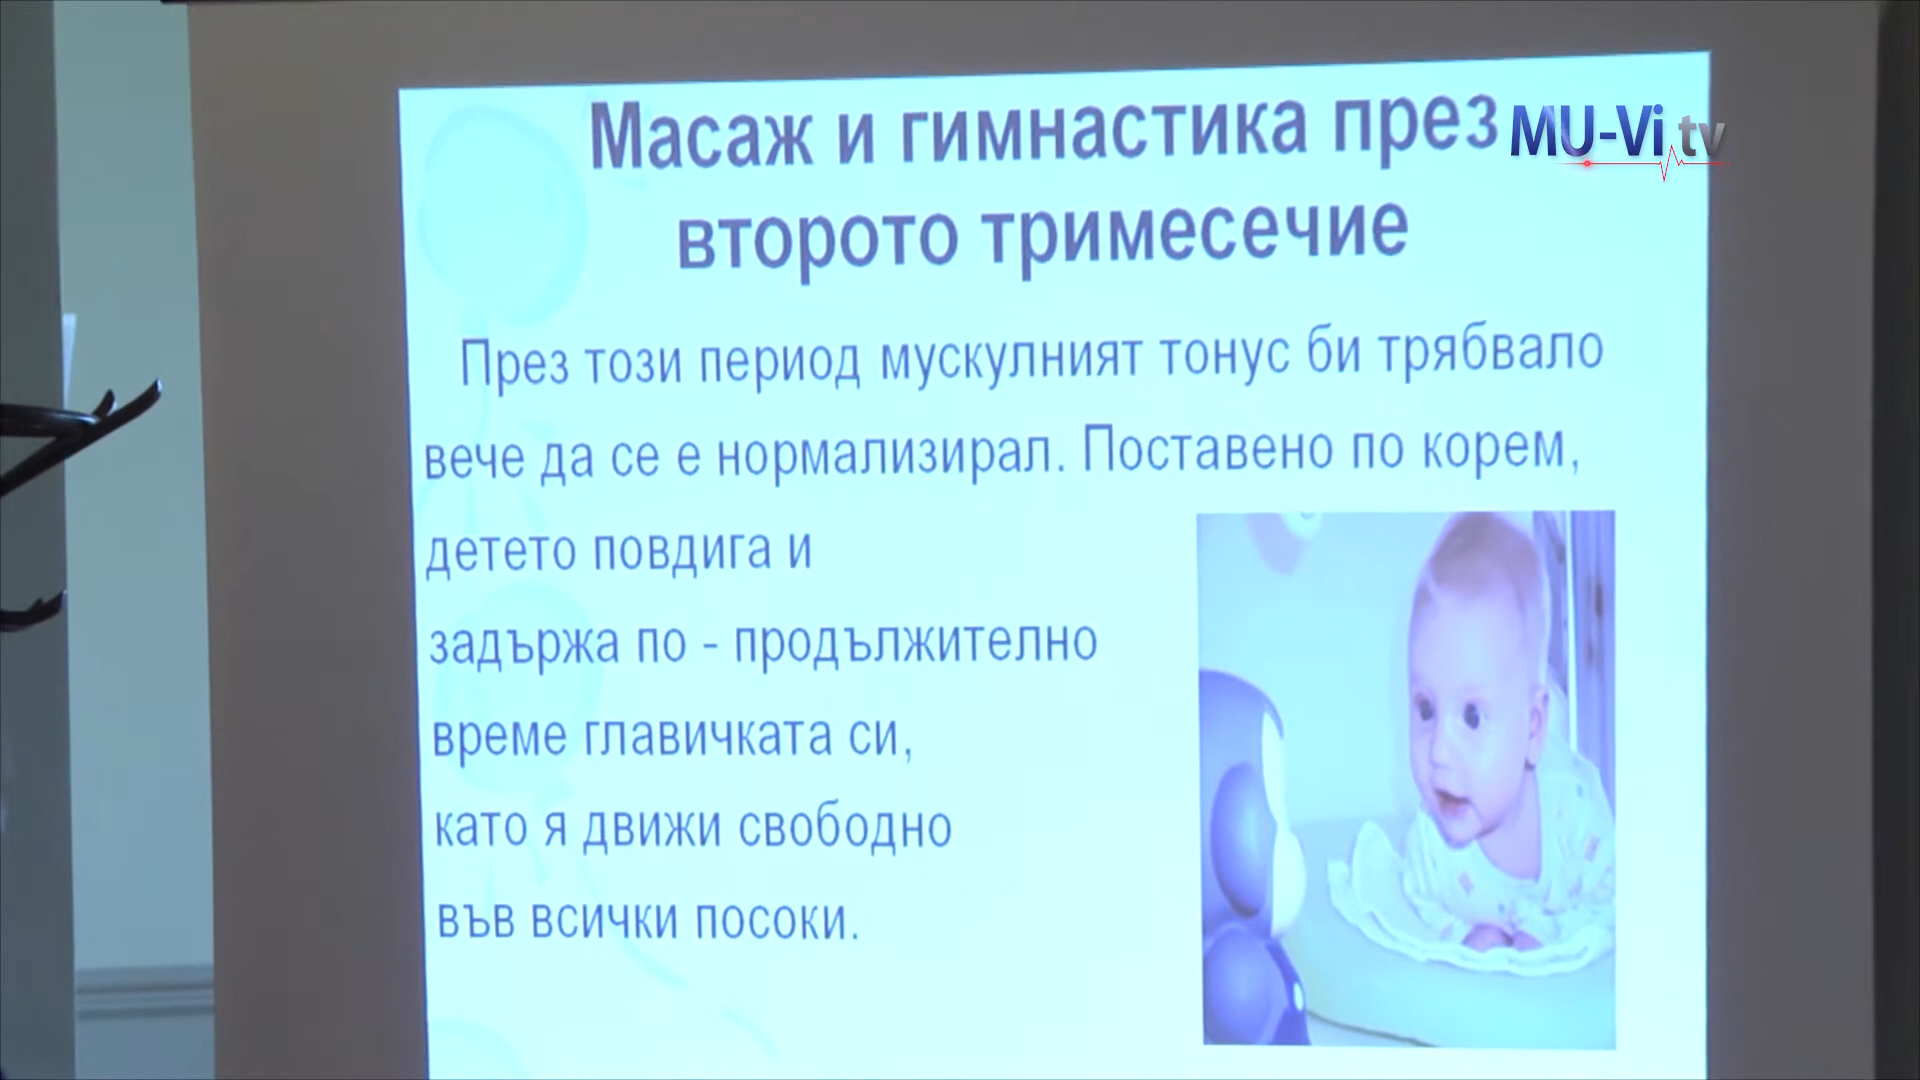 Масаж и гимнастика през
MU-Vi.tv
второто тримесечие
През този период мускулният тонус би трябвало
вече да се е нормализирал. Поставено по корем,
детето повдига и
задържа по - продължително
време главичката си,
като я движи свободно
във всички посоки.